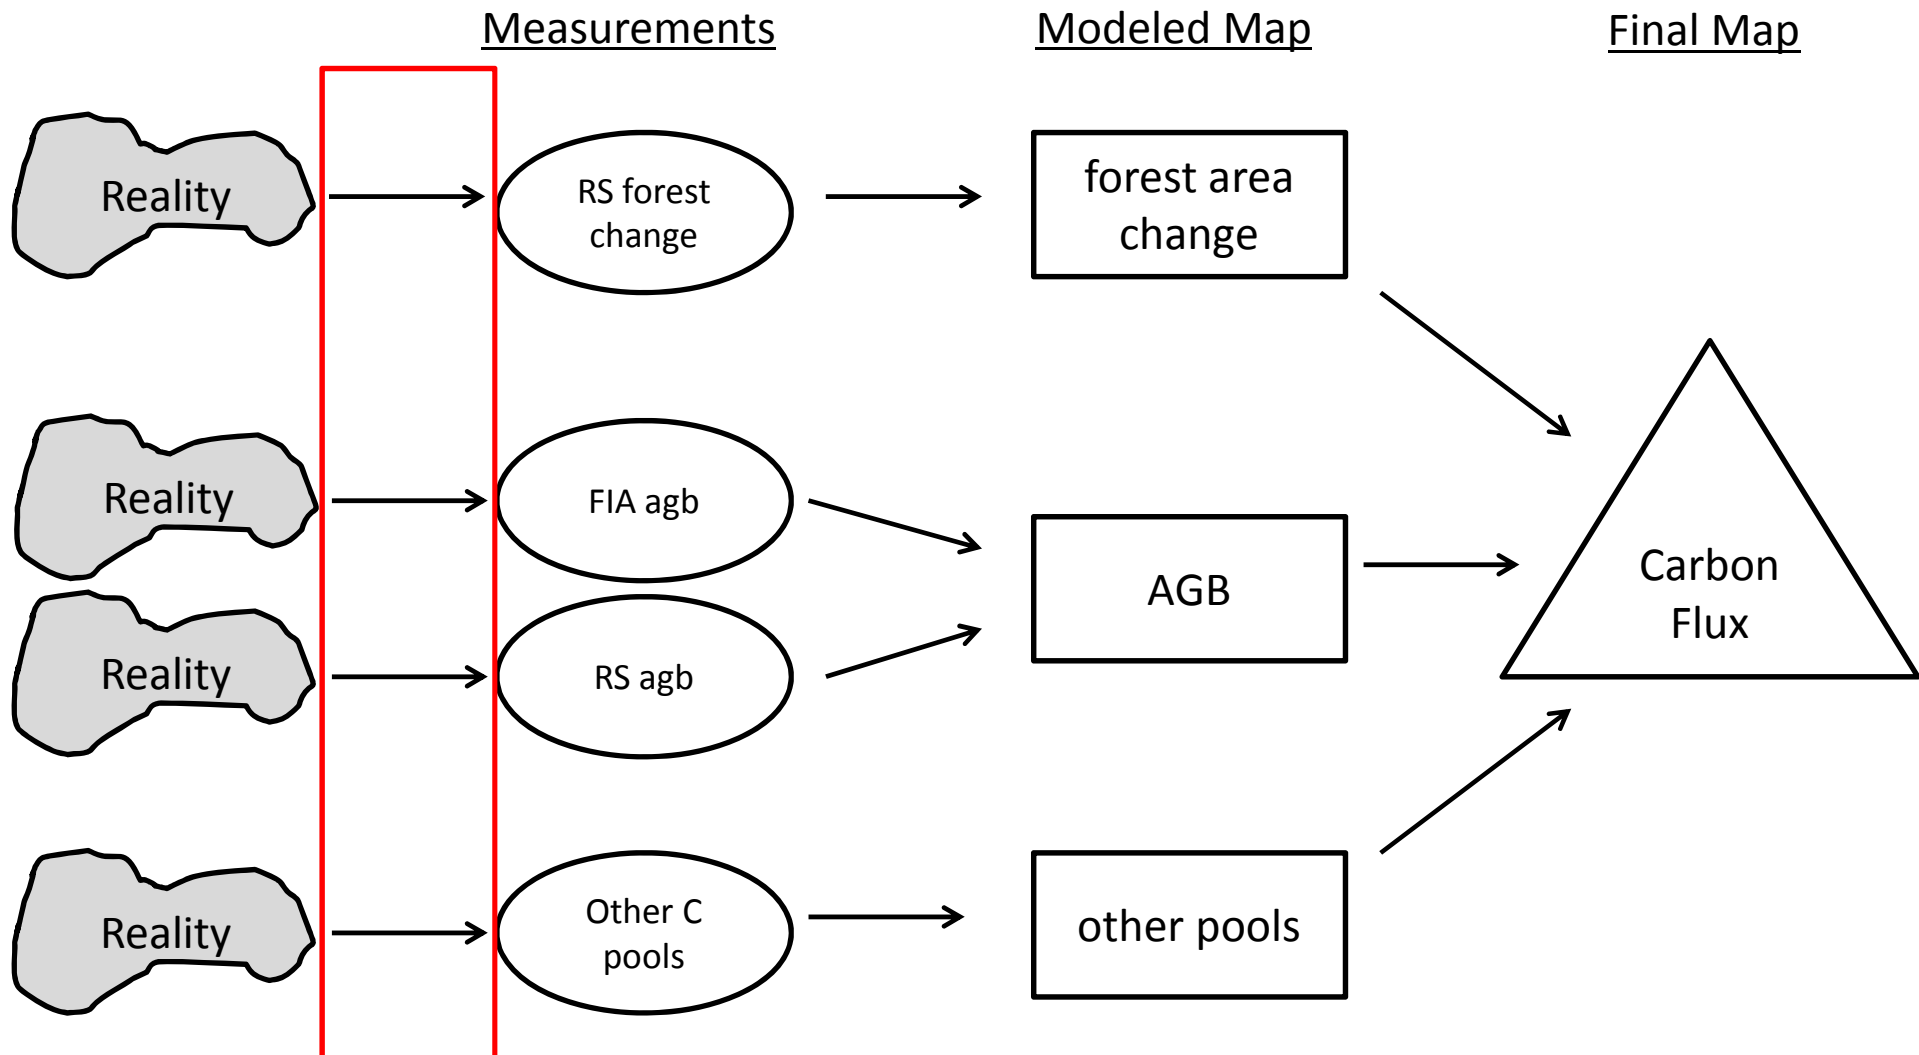 Measurements
Modeled Map
Final Map
Reality
RS forest
change
forest area
change
Reality
FIA agb
Reality
RS agb
AGB
Carbon
Flux
Reality
Other C
pools
other pools